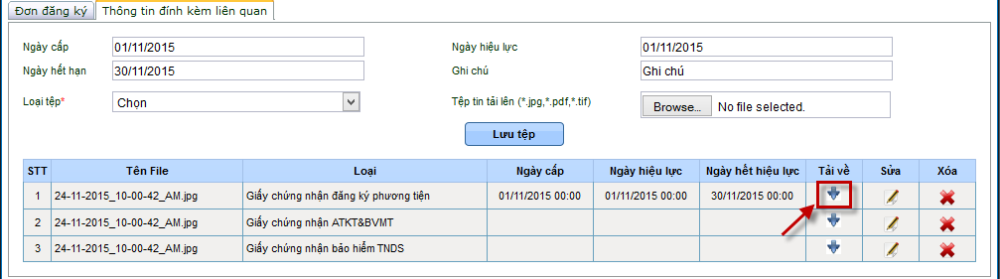 Đơn đăng ký Thông tin đính kèm liên quan
Ngày cấp 01/11/2015 Ngày hiệu lực 01/11/2015
Ngày hết hạn 30/11/2015 Ghi chú Ghi chú
Loại tệp* Chọn Tệp tin tải lên (*.jpg,*.pdf,*.tif) Browse... No file selected.
Lưu tệp
STT Tên File Loại Ngày cấp Ngày hiệu lực Ngày hết hiệu lực Tải về Sửa Xóa
1 24-11-2015_10-00-42_AM.jpg Giấy chứng nhận đăng ký phương tiện 01/11/2015 00:00 01/11/2015 00:00 30/11/2015 00:00
2 24-11-2015_10-00-42_AM.jpg Giấy chứng nhận ATKT&BVMT
3 24-11-2015_10-00-42_AM.jpg Giấy chứng nhận bảo hiểm TNDS